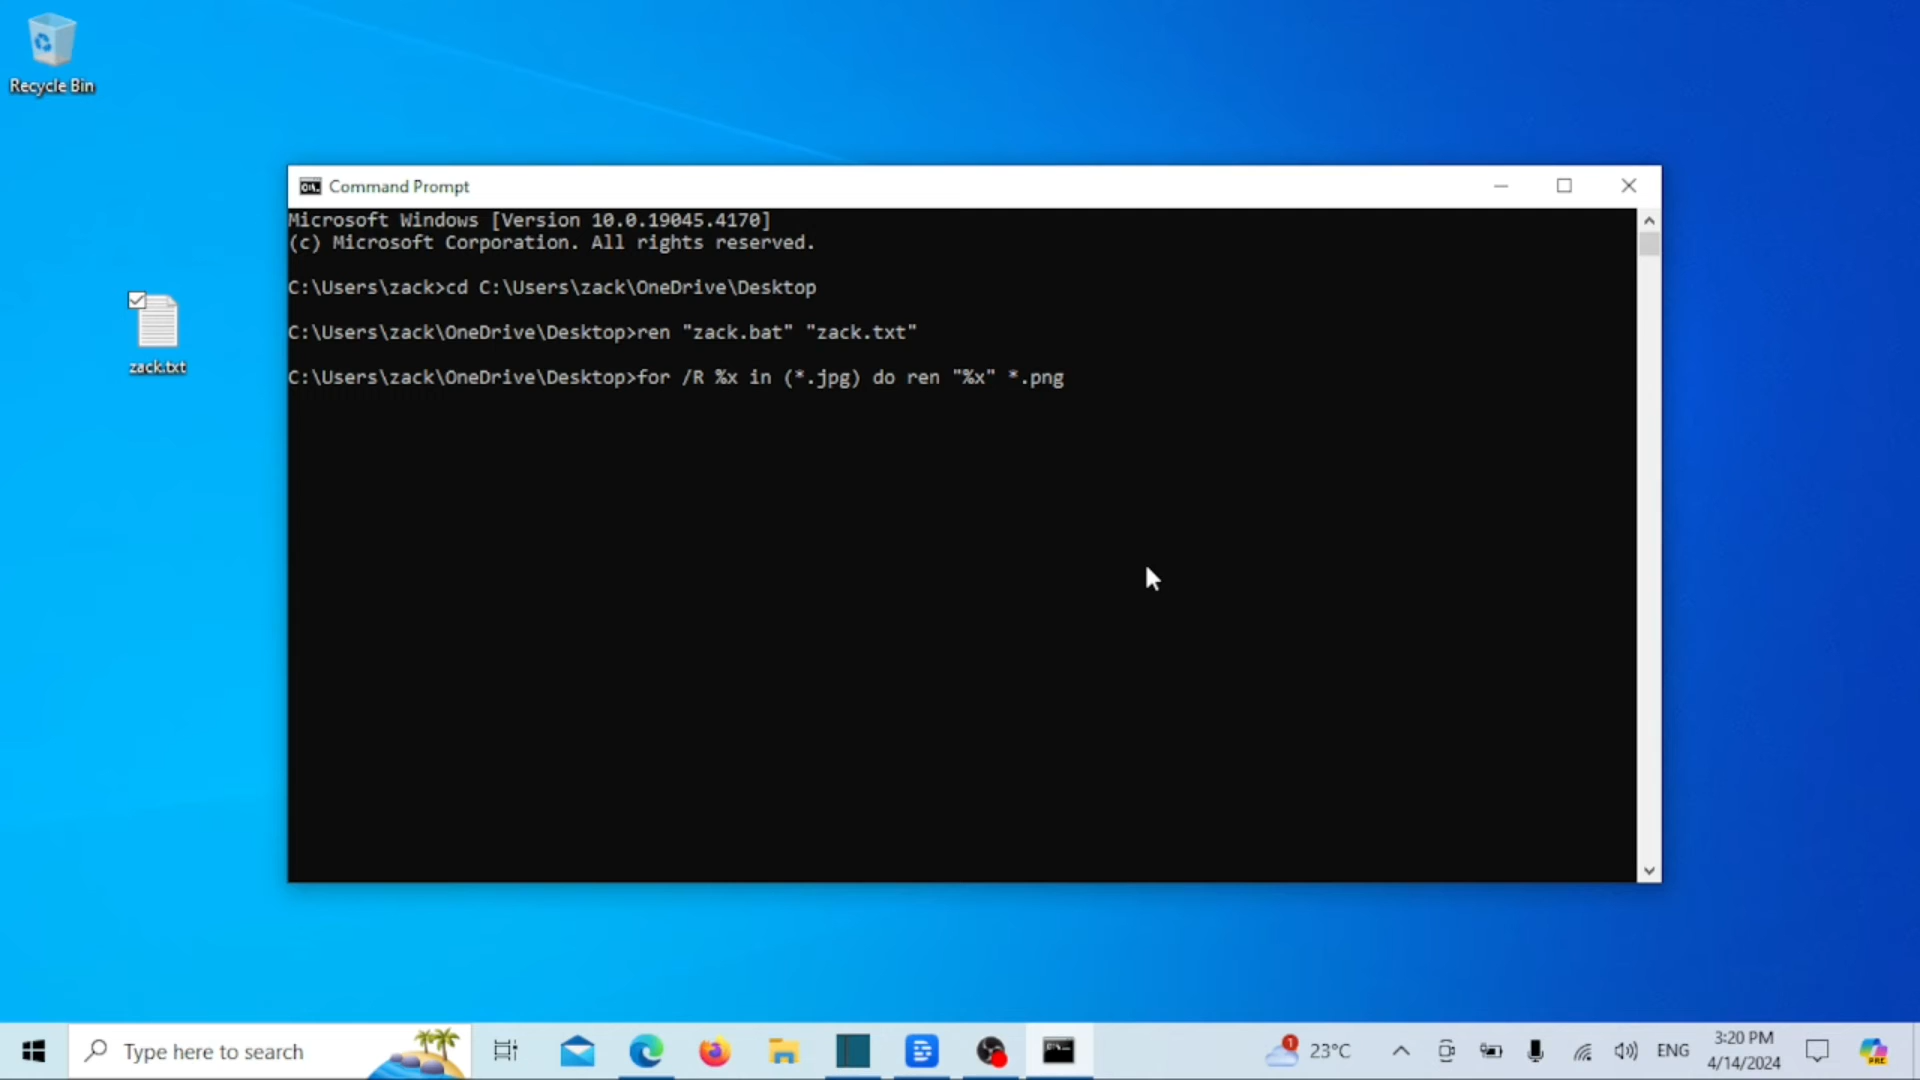 Recycle Bin
Command Prompt
Microsoft Windows [Version 10.0.19045.4170]
(c) Microsoft Corporation. All rights reserved.
C:\Users\zack>cd C:\Users\zack\OneDrive\Desktop
C:\Users\zack\OneDrive\Desktop>ren "zack.bat" "zack.txt"
zack.txt
C:\Users\zack\OneDrive\Desktop>for /R %x in (*.jpg) do ren "%x" *.png
Type here to search
1
23°C
ENG
3:20 PM
4/14/2024
PRE